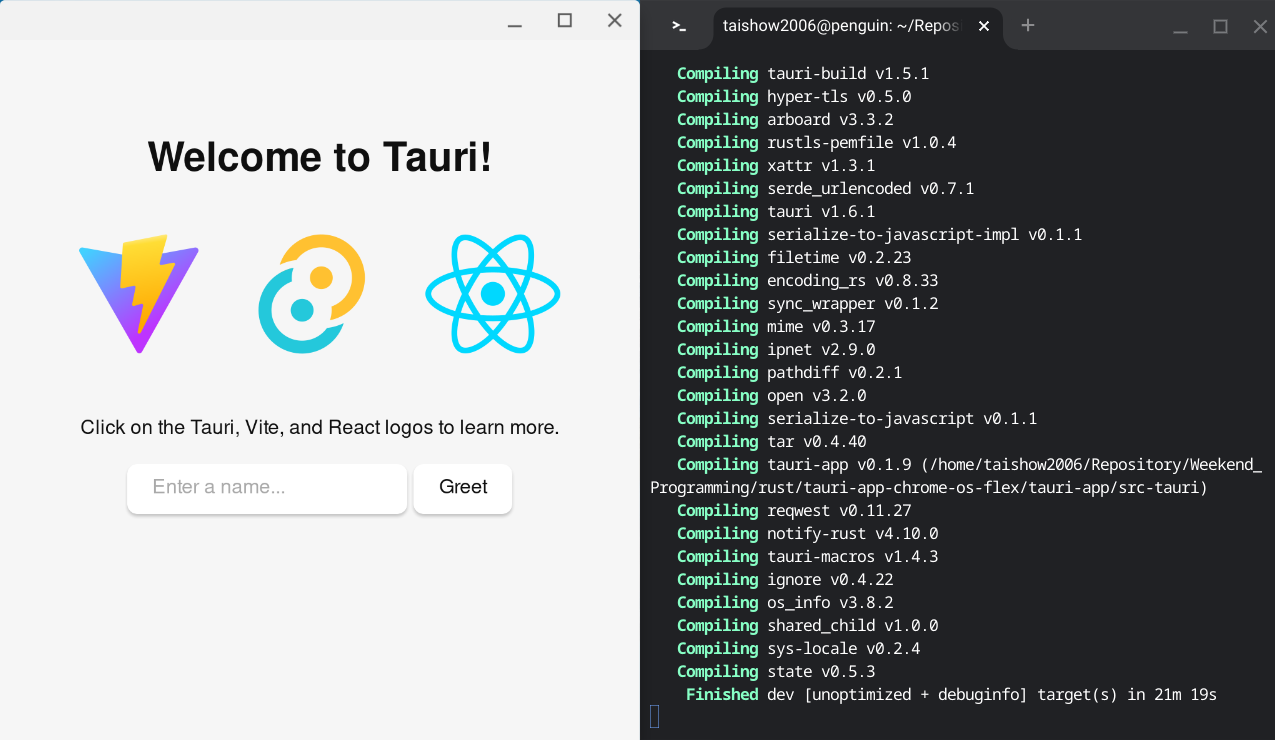 Welcome to Tauri!
Click on the Tauri, Vite, and React logos to learn more.
Enter a name...
Greet
>_
taishow2006@penguin: ~/Repos
Compiling tauri-build v1.5.1
Compiling hyper-tls v0.5.0
Compiling arboard v3.3.2
Compiling rustls-pemfile v1.0.4
Compiling xattr v1.3.1
Compiling serde_urlencoded v0.7.1
Compiling tauri v1.6.1
Compiling serialize-to-javascript-impl v0.1.1
Compiling filetime v0.2.23
Compiling encoding_rs v0.8.33
Compiling sync_wrapper v0.1.2
Compiling mime v0.3.17
Compiling ipnet v2.9.0
Compiling pathdiff v0.2.1
Compiling open v3.2.0
Compiling serialize-to-javascript v0.1.1
Compiling tar v0.4.40
Compiling tauri-app v0.1.9 (/home/taishow2006/Repository/Weekend_
Programming/rust/tauri-app-chrome-os-flex/tauri-app/src-tauri)
Compiling reqwest v0.11.27
Compiling notify-rust v4.10.0
Compiling tauri-macros v1.4.3
Compiling ignore v0.4.22
Compiling os_info v3.8.2
Compiling shared_child v1.0.0
Compiling sys-locale v0.2.4
Compiling state v0.5.3
Finished dev [unoptimized + debuginfo] target(s) in 21m 19s